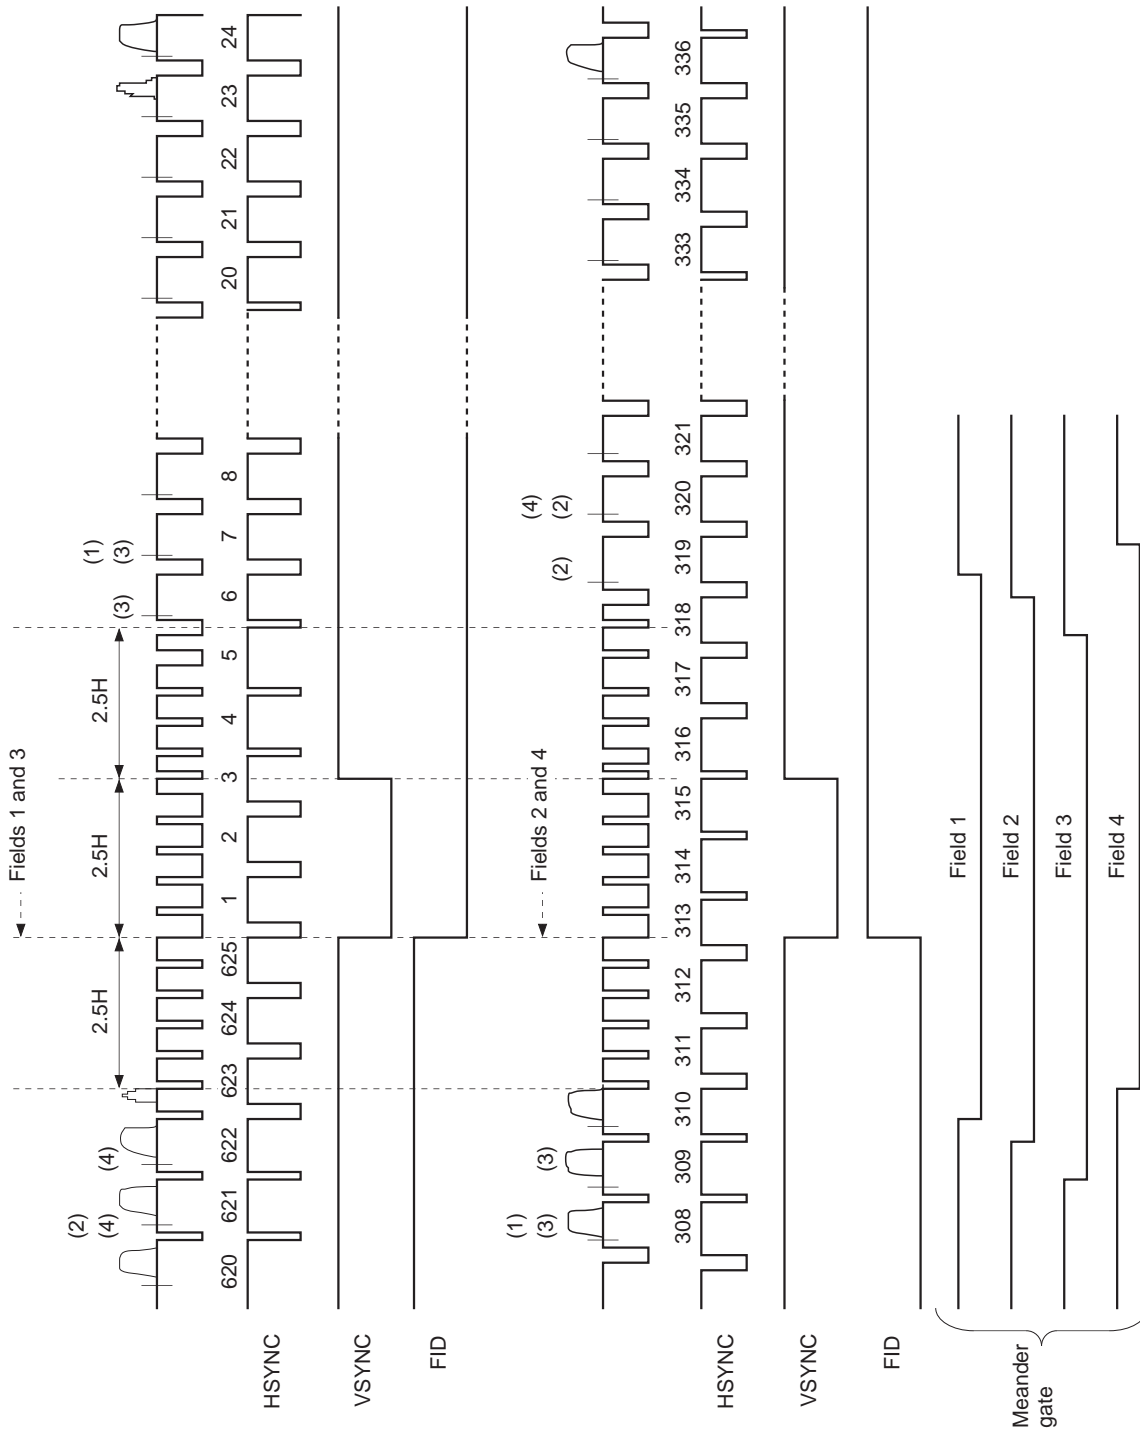 Fields 1 and 3
2.5H 2.5H 2.5H
(2)
(4) (4) (3) (1)
(3)
620 621 622 623 624 625 1 2 3 4 5 6 7 8 20 21 22 23 24
HSYNC
VSYNC
FID
Fields 2 and 4
(1)
(3) (3) (2) (4)
(2)
308 309 310 311 312 313 314 315 316 317 318 319 320 321 333 334 335 336
HSYNC
VSYNC
FID
Meander
gate
Field 1
Field 2
Field 3
Field 4